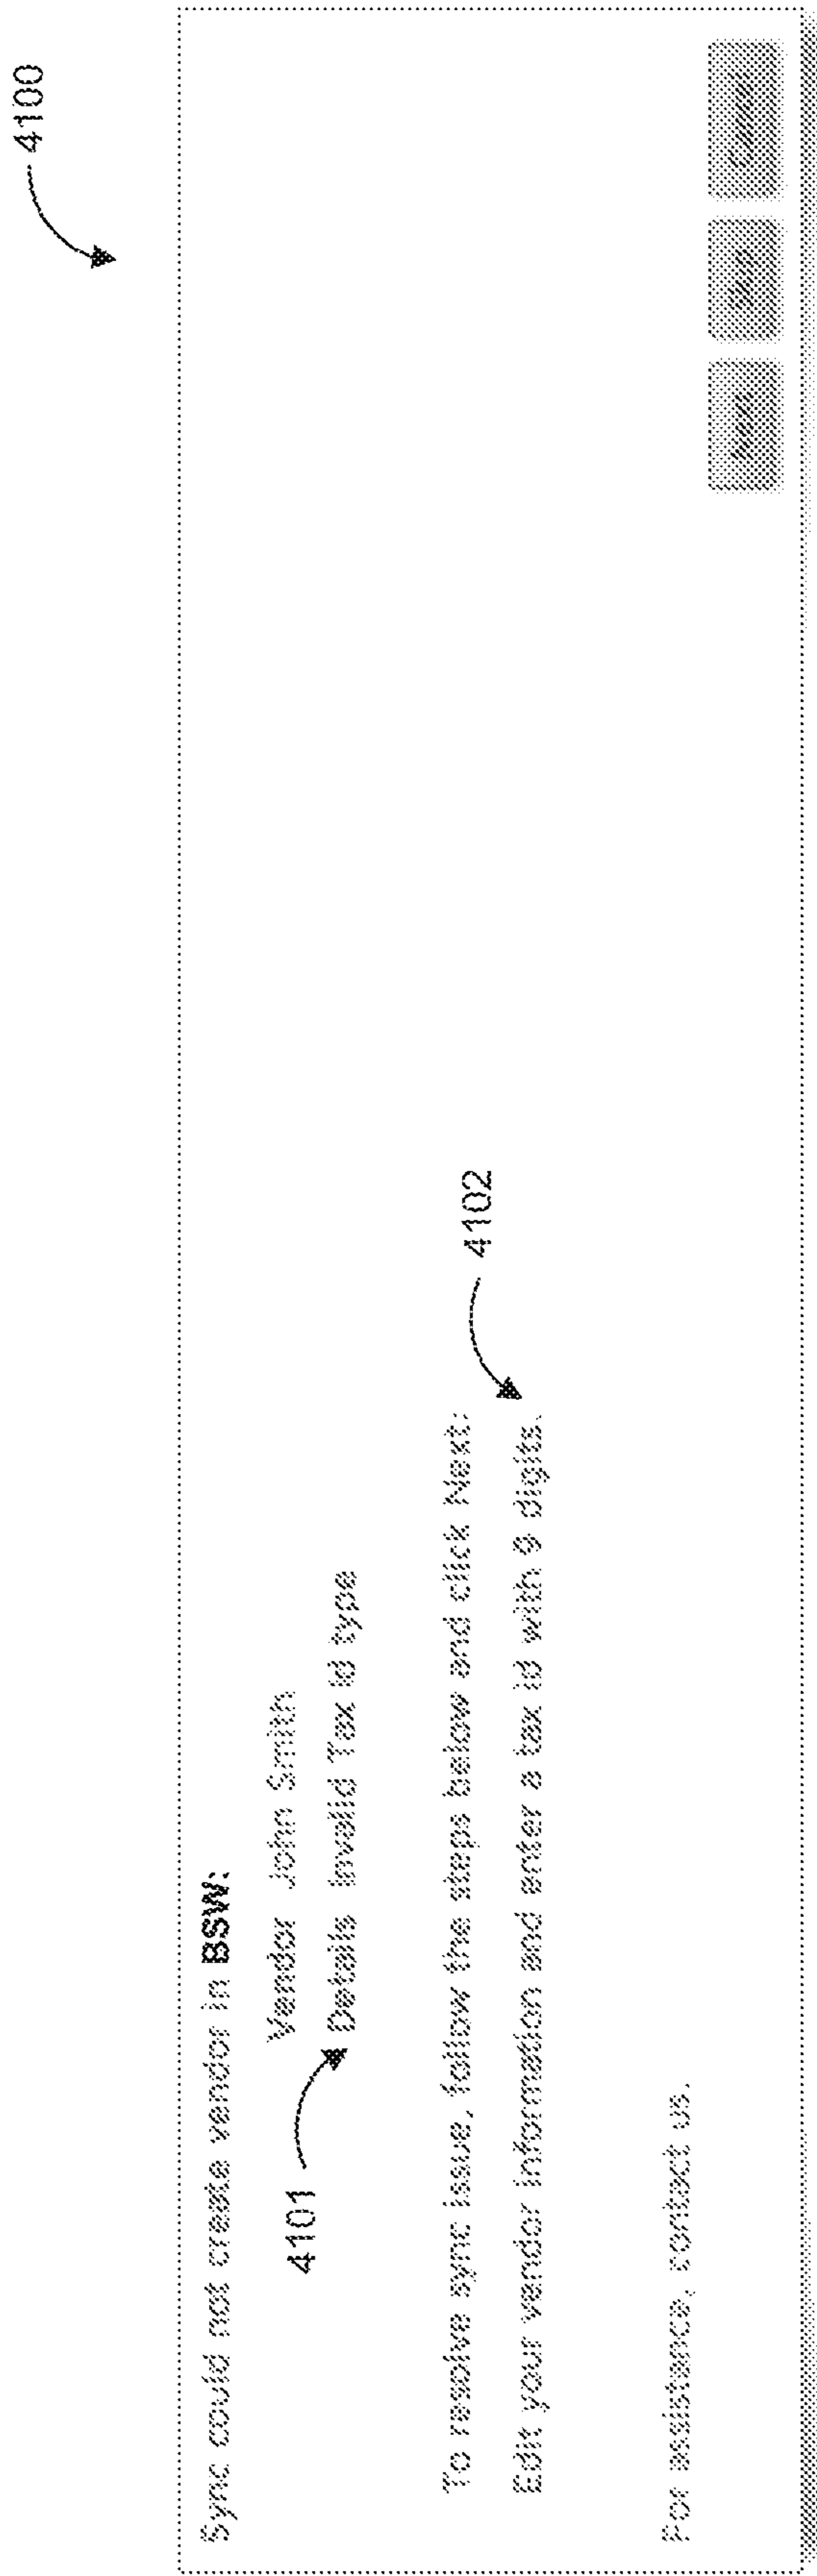 4100
Sync could not create vendor in BSW:
Vendor John Smith
4101
Details Invalid Tax Id type
To resolve sync issue, follow the steps below and click Next:
4102
Edit your vendor information and enter a tax id with 9 digits.
For assistance, contact us.